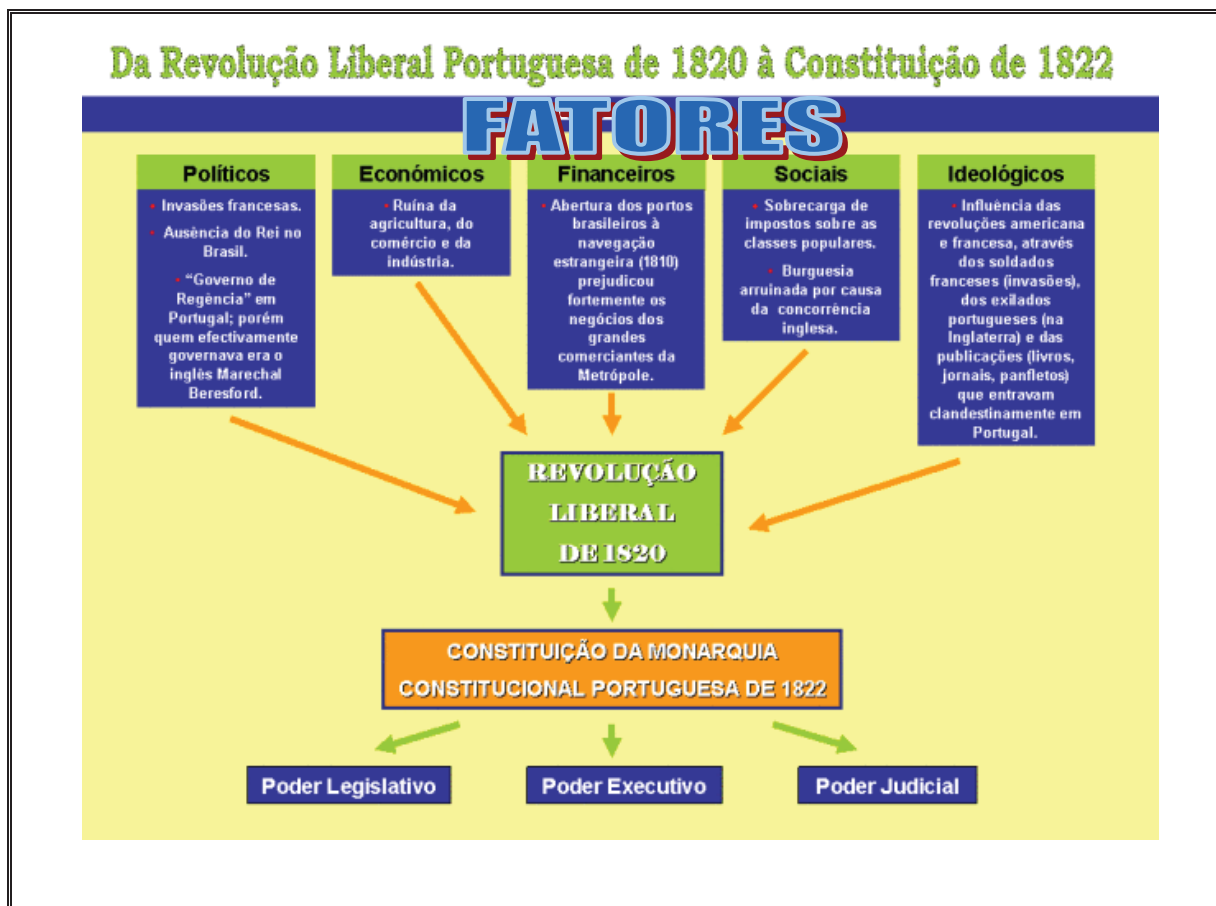 Da Revolução Liberal Portuguesa de 1820 à Constituição de 1822
FATORES
Políticos
• Invasões francesas.
• Ausência do Rei no
Brasil.
• “Governo de
Regência” em
Portugal; porém
quem efectivamente
governava era o
inglês Marechal
Beresford.
Económicos
• Ruína da
agricultura, do
comércio e da
indústria.
Financeiros
• Abertura dos portos
brasileiros à
navegação
estrangeira (1810)
prejudicou
fortemente os
negócios dos
grandes
comerciantes da
Metrópole.
Sociais
• Sobrecarga de
impostos sobre as
classes populares.
• Burguesia
arruinada por causa
da concorrência
inglesa.
Ideológicos
• Influência das
revoluções americana
e francesa, através
dos soldados
franceses (invasões),
dos exilados
portugueses (na
Inglaterra) e das
publicações (livros,
jornais, panfletos)
que entravam
clandestinamente em
Portugal.
REVOLUÇÃO
LIBERAL
DE 1820
CONSTITUIÇÃO DA MONARQUIA
CONSTITUCIONAL PORTUGUESA DE 1822
Poder Legislativo
Poder Executivo
Poder Judicial